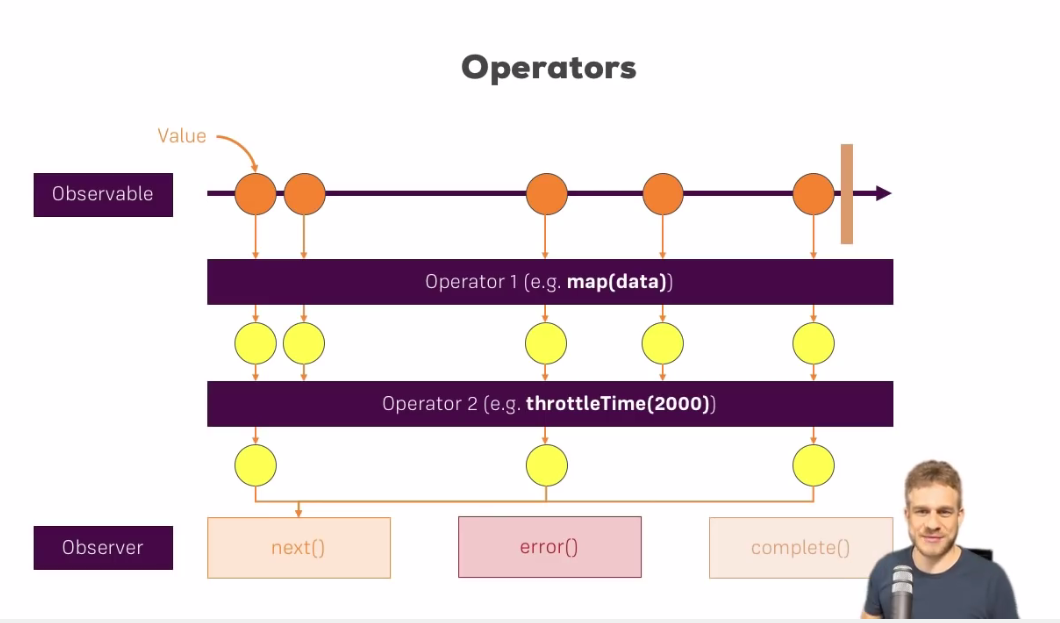 Operators
Value
Observable
Operator 1 (e.g. map(data))
Operator 2 (e.g. throttleTime(2000))
Observer
next()
error()
complete()